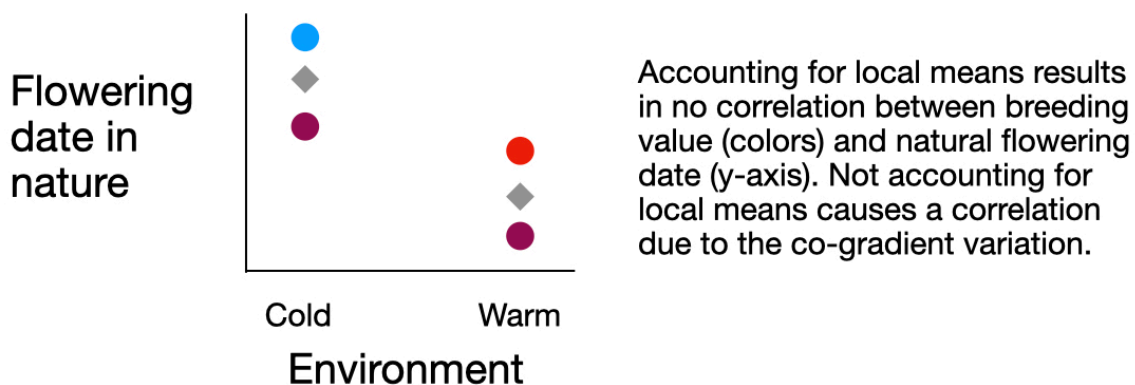 Flowering
date in
nature
Cold
Warm
Environment
Accounting for local means results
in no correlation between breeding
value (colors) and natural flowering
date (y-axis). Not accounting for
local means causes a correlation
due to the co-gradient variation.